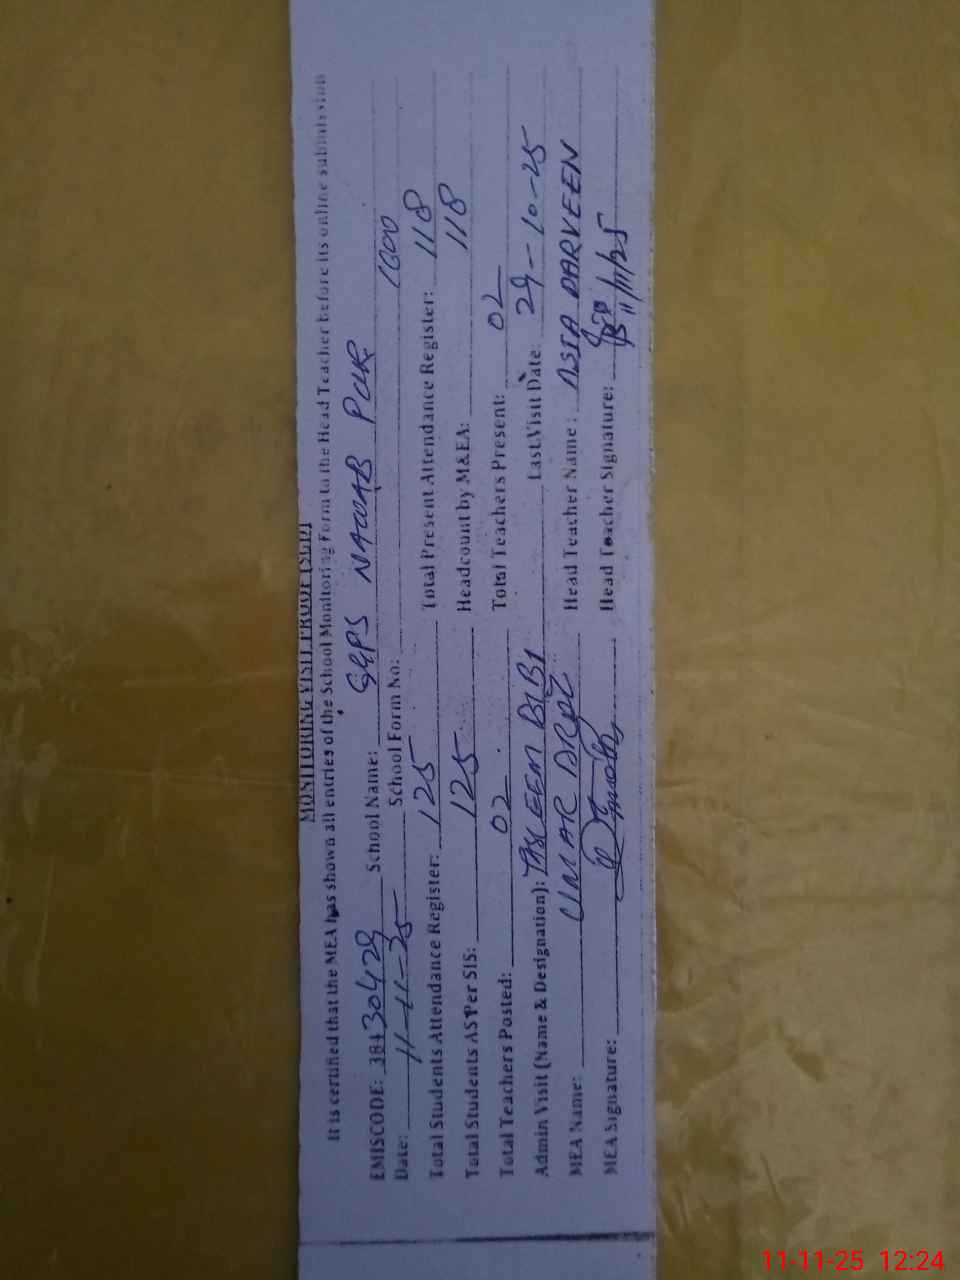 MONITORING VISIT PROOF (SED)
It is certified that the MEA has shown all entries of the School Monitoring Form to the Head Teacher before its online submission
EMISCODE: 38430429 School Name: GGPS NAWAB PUR
Date: 11-11-25 School Form No:
Total Students Attendance Register: 125 Total Present Attendance Register: 118
Total Students AS Per SIS: 125 Headcount by M&EA: 118
Total Teachers Posted: 02 Total Teachers Present: 02
Admin Visit (Name & Designation): TASLEEM BIBI Last Visit Date: 29-10-25
MEA Name: UMAR Head Teacher Name: ASIA PARVEEN
MEA Signature: Head Teacher Signature: 11/11/25
11-11-25 12:24